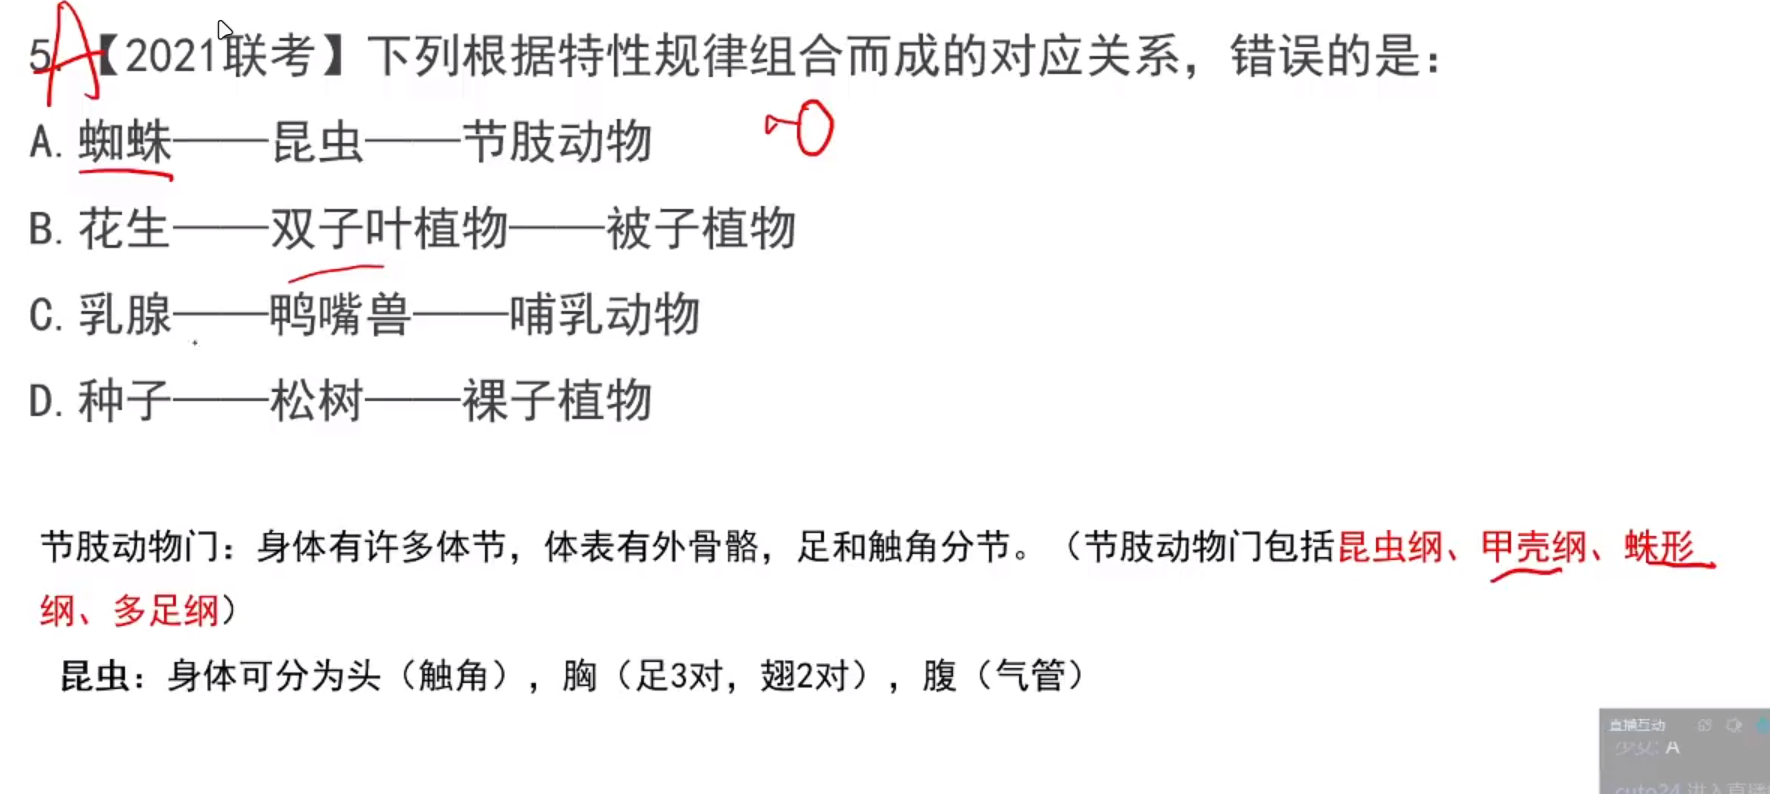 A
5.【2021联考】下列根据特性规律组合而成的对应关系，错误的是：
A. 蜘蛛——昆虫——节肢动物
B. 花生——双子叶植物——被子植物
C. 乳腺——鸭嘴兽——哺乳动物
D. 种子——松树——裸子植物
节肢动物门：身体有许多体节，体表有外骨骼，足和触角分节。（节肢动物门包括昆虫纲、甲壳纲、蛛形
纲、多足纲）
昆虫：身体可分为头（触角），胸（足3对，翅2对），腹（气管）
直播互动
A